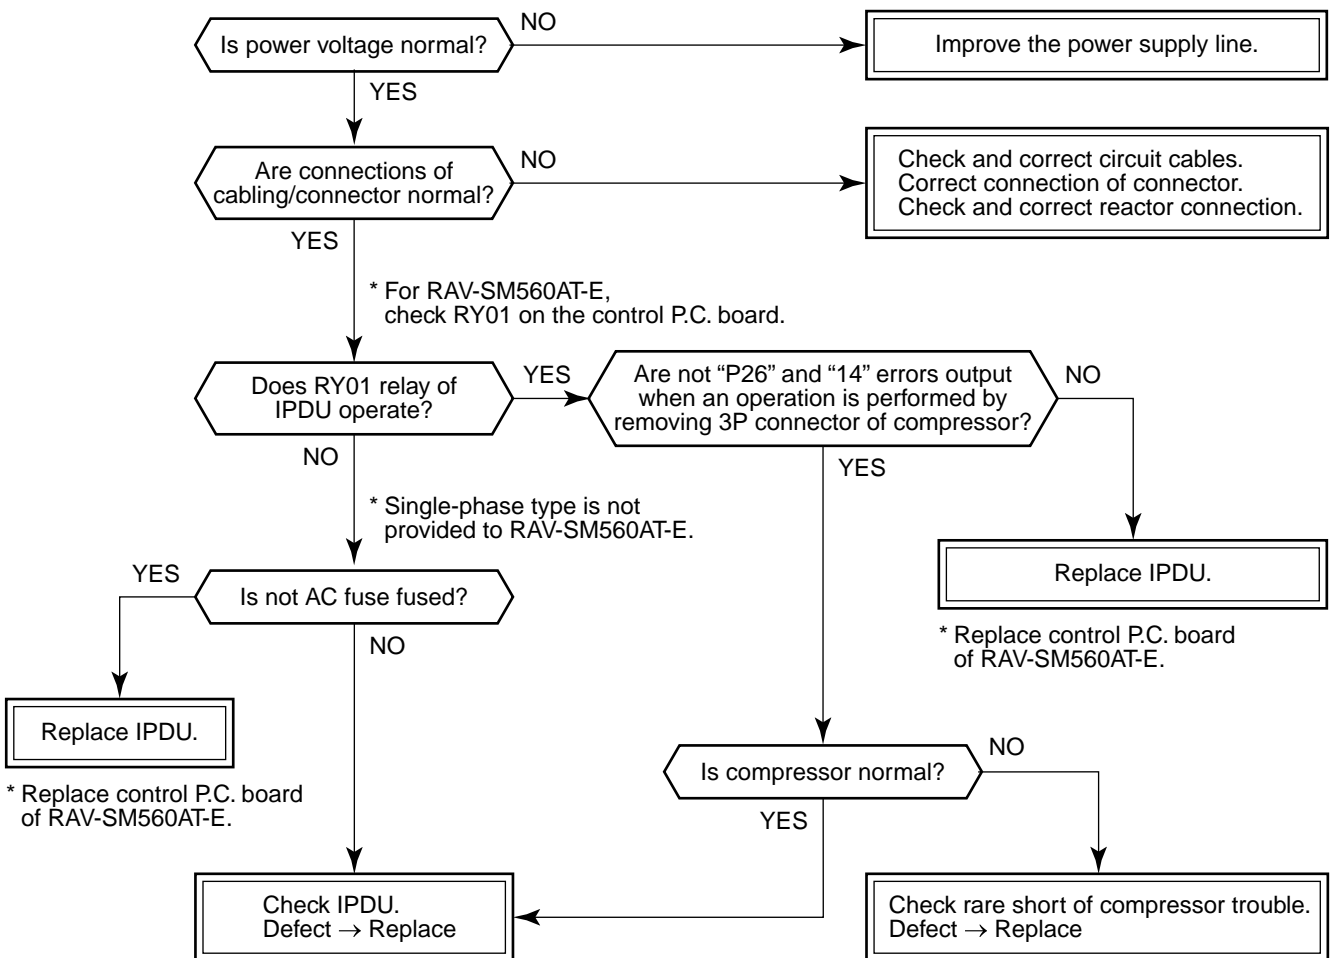 Is power voltage normal?
NO
Improve the power supply line.
YES
Are connections of
cabling/connector normal?
NO
Check and correct circuit cables.
Correct connection of connector.
Check and correct reactor connection.
YES
* For RAV-SM560AT-E,
check RY01 on the control P.C. board.
Does RY01 relay of
IPDU operate?
YES
Are not “P26” and “14” errors output
when an operation is performed by
removing 3P connector of compressor?
NO
NO
YES
* Single-phase type is not
provided to RAV-SM560AT-E.
Replace IPDU.
* Replace control P.C. board
of RAV-SM560AT-E.
YES
Is not AC fuse fused?
NO
Replace IPDU.
* Replace control P.C. board
of RAV-SM560AT-E.
Is compressor normal?
NO
YES
Check IPDU.
Defect → Replace
Check rare short of compressor trouble.
Defect → Replace